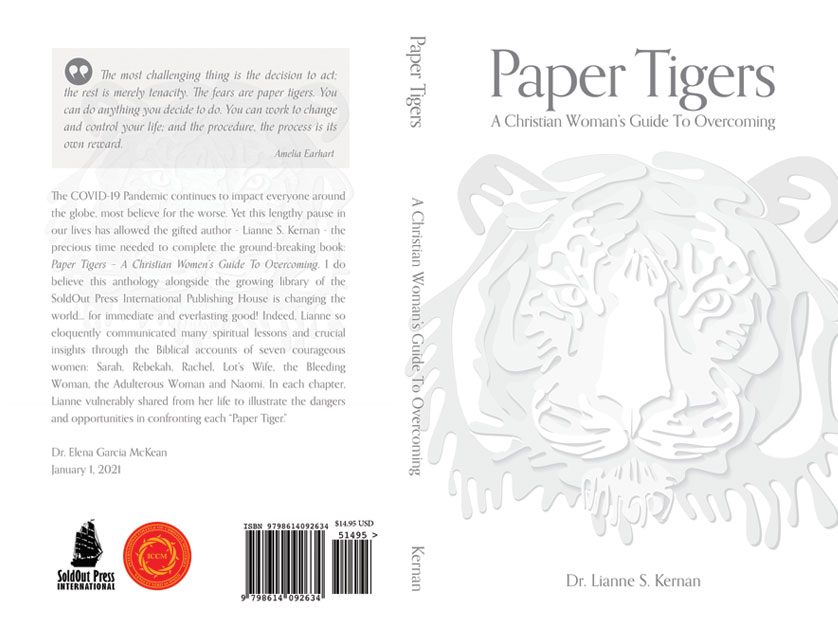 The most challenging thing is the decision to act;
the rest is merely tenacity. The fears are paper tigers. You
can do anything you decide to do. You can work to change
and control your life; and the procedure, the process is its
own reward.
Amelia Earhart
The COVID-19 Pandemic continues to impact everyone around
the globe, most believe for the worse. Yet this lengthy pause in
our lives has allowed the gifted author - Lianne S. Kernan - the
precious time needed to complete the ground-breaking book:
Paper Tigers - A Christian Women's Guide To Overcoming. I do
believe this anthology alongside the growing library of the
SoldOut Press International Publishing House is changing the
world... for immediate and everlasting good! Indeed, Lianne so
eloquently communicated many spiritual lessons and crucial
insights through the Biblical accounts of seven courageous
women: Sarah, Rebekah, Rachel, Lot's Wife, the Bleeding
Woman, the Adulterous Woman and Naomi. In each chapter,
Lianne vulnerably shared from her life to illustrate the dangers
and opportunities in confronting each "Paper Tiger."
Dr. Elena Garcia McKean
January 1, 2021
SoldOut Press
INTERNATIONAL
ICCM
ISBN 9798614092634
$14.95 USD
51495 >
9 798614 092634
Paper Tigers
A Christian Woman's Guide To Overcoming
Kernan
Paper Tigers
A Christian Woman's Guide To Overcoming
Dr. Lianne S. Kernan